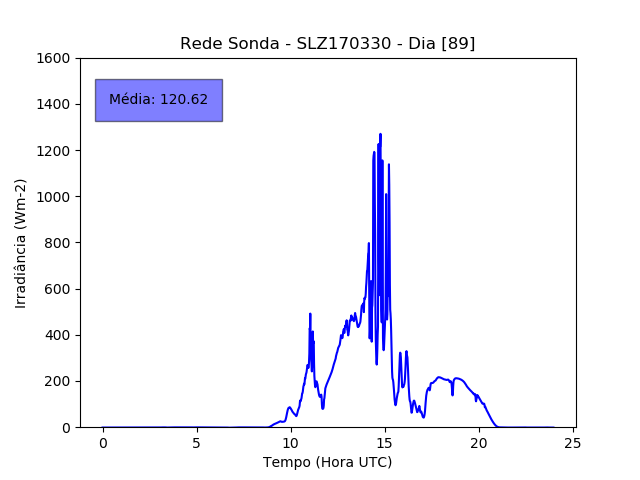 Rede Sonda - SLZ170330 - Dia [89]
1600
1400
1200
1000
800
600
400
200
0
Média: 120.62
Irradiância (Wm-2)
0 5 10 15 20 25
Tempo (Hora UTC)